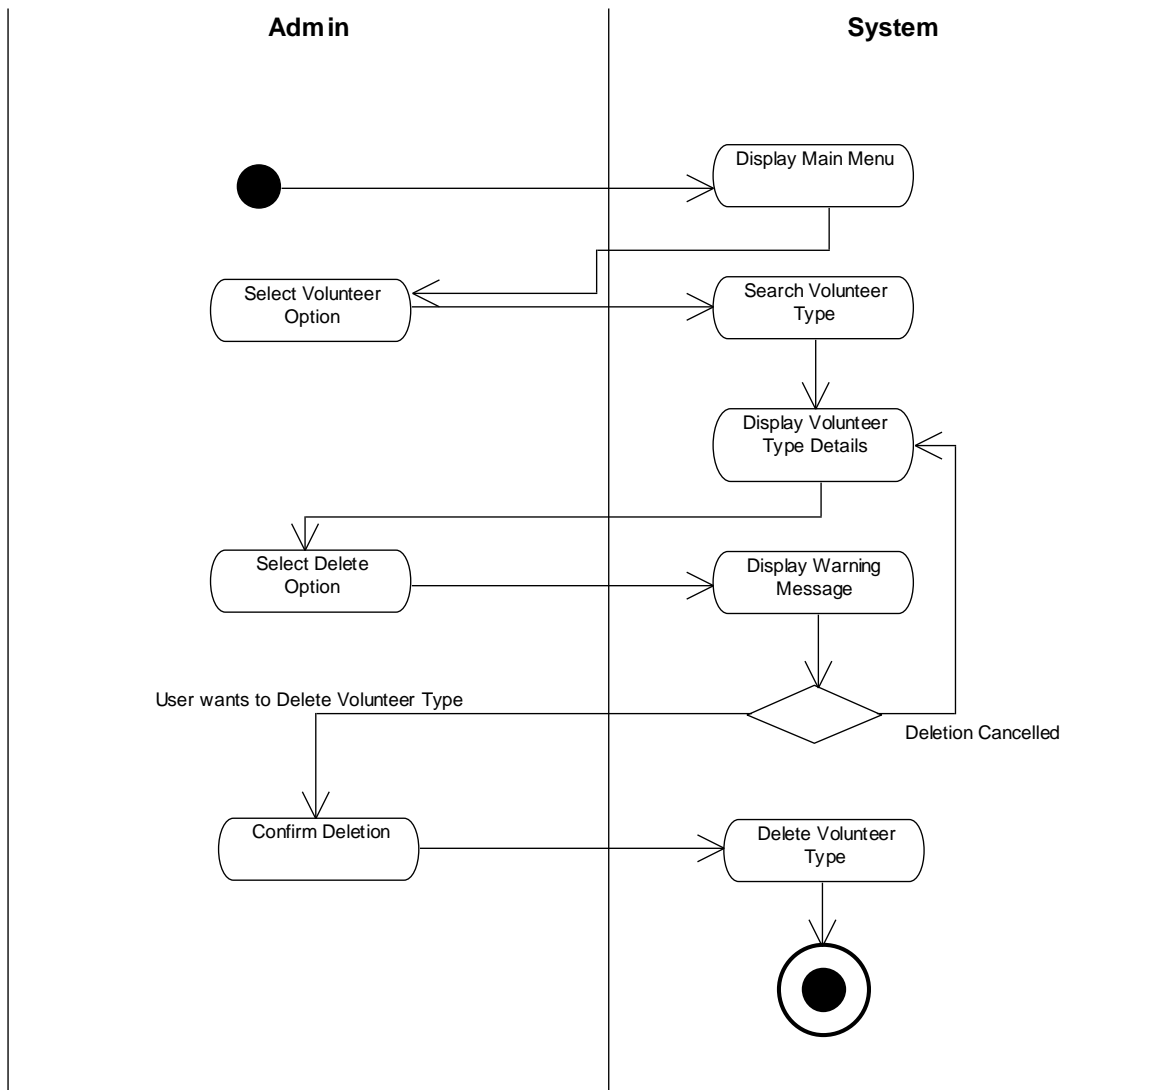 Admin
System
Display Main Menu
Select Volunteer
Option
Search Volunteer
Type
Display Volunteer
Type Details
Select Delete
Option
Display Warning
Message
User wants to Delete Volunteer Type
Deletion Cancelled
Confirm Deletion
Delete Volunteer
Type